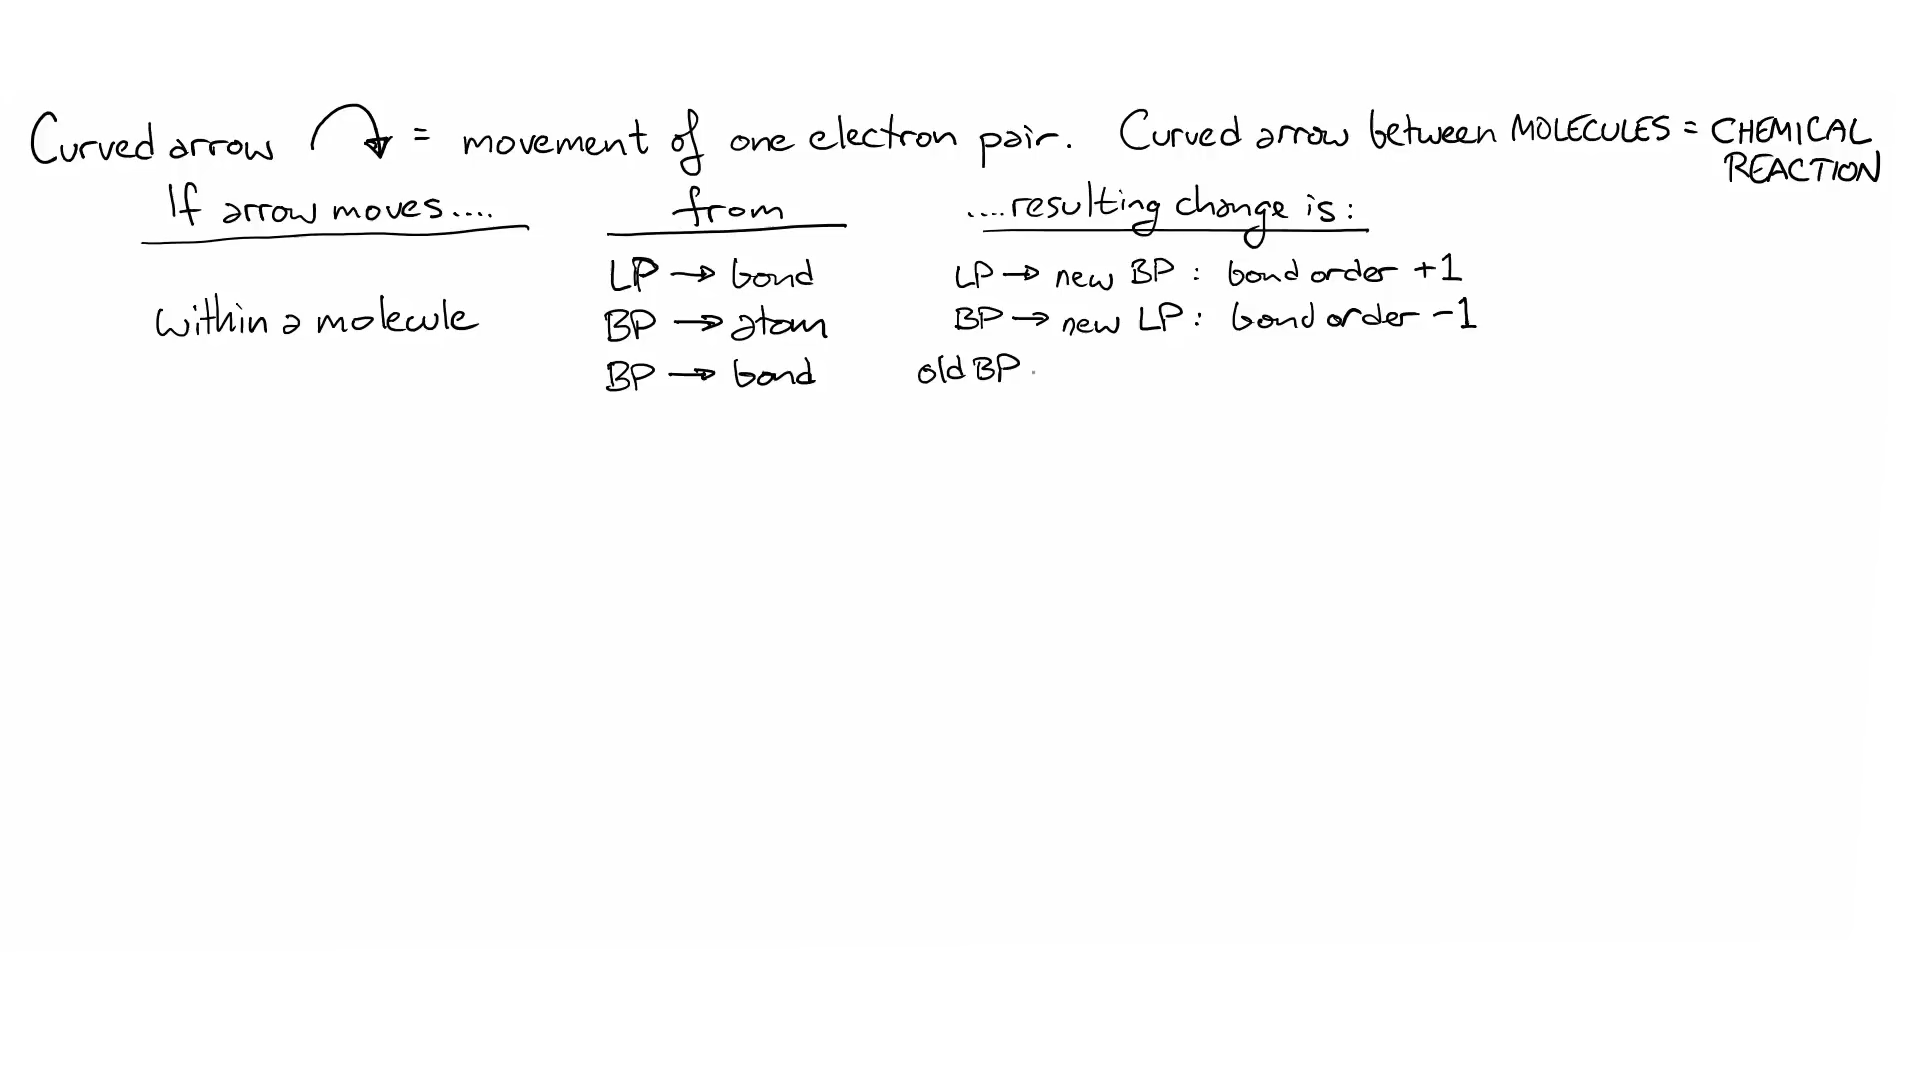 Curved arrow = movement of one electron pair. Curved arrow between MOLECULES = CHEMICAL
REACTION
If arrow moves.... from ....resulting change is:
LP → bond LP → new BP : bond order +1
within a molecule BP → atom BP → new LP : bond order -1
BP → bond old BP